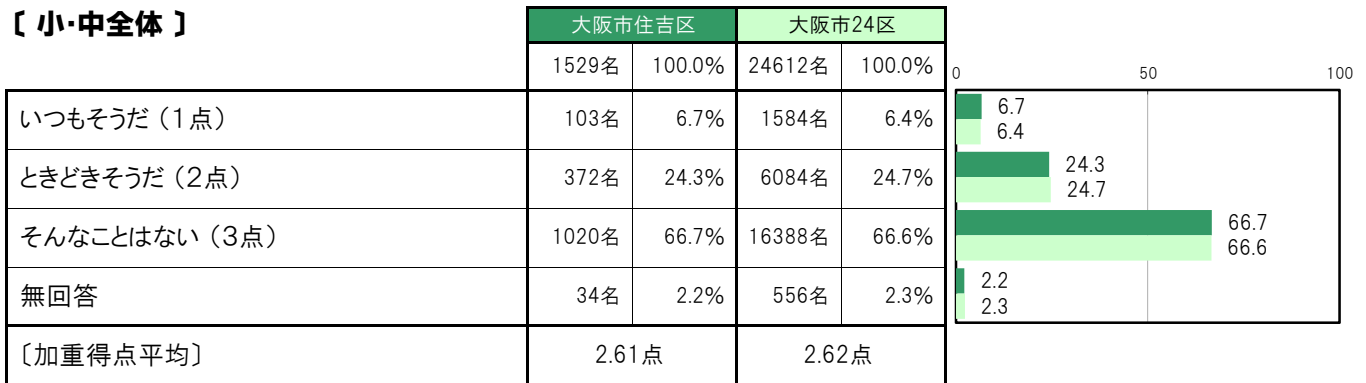 〔 小・中全体 〕
大阪市住吉区 大阪市24区
1529名 100.0% 24612名 100.0%
0 50 100
いつもそうだ（１点） 103名 6.7% 1584名 6.4%
6.7
6.4
ときどきそうだ（２点） 372名 24.3% 6084名 24.7%
24.3
24.7
そんなことはない（３点） 1020名 66.7% 16388名 66.6%
66.7
66.6
無回答 34名 2.2% 556名 2.3%
2.2
2.3
〔加重得点平均〕 2.61点 2.62点